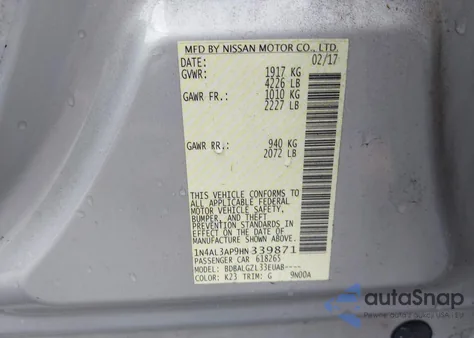 MFD BY NISSAN MOTOR CO., LTD.
DATE: 02/17
GVWR: 1917 KG
4226 LB
GAWR FR.: 1010 KG
2227 LB
GAWR RR.: 940 KG
2072 LB
THIS VEHICLE CONFORMS TO
ALL APPLICABLE FEDERAL
MOTOR VEHICLE SAFETY,
BUMPER, AND THEFT
PREVENTION STANDARDS
IN EFFECT ON THE DATE OF
MANUFACTURE SHOWN ABOVE.
1N4AL3AP9HN339871
PASSENGER CAR 618265
MODEL: BDBALGZL33EUAB----
COLOR: K23 TRIM: G 9N00A
autoSnap